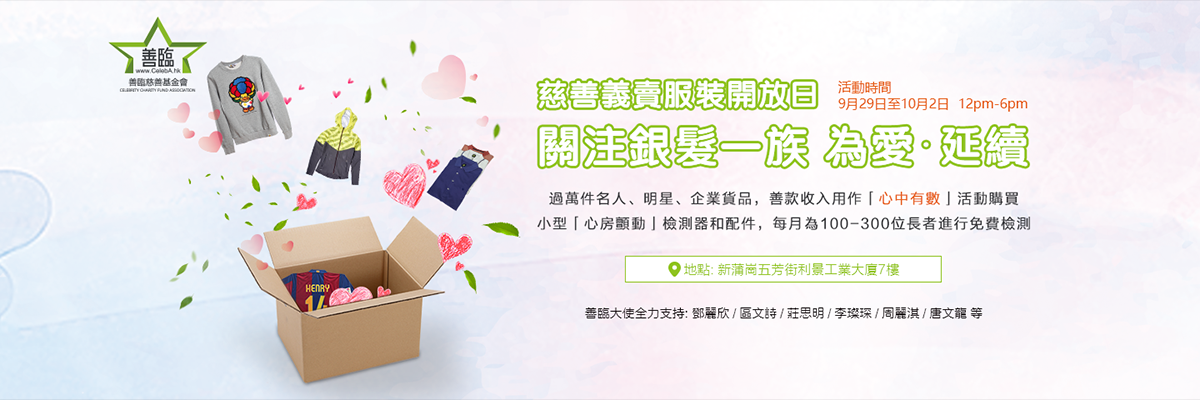 善臨
www.CelebA.hk
善臨慈善基金會
CELEBRITY CHARITY FUND ASSOCIATION
慈善義賣服裝開放日
活動時間
9月29日至10月2日 12pm-6pm
關注銀髮一族 為愛·延續
過萬件名人、明星、企業貨品，善款收入用作「心中有數」活動購買
小型「心房顫動」檢測器和配件，每月為100-300位長者進行免費檢測
地點: 新蒲崗五芳街利景工業大廈7樓
善臨大使全力支持: 鄧麗欣 / 區文詩 / 莊思明 / 李璨琛 / 周麗淇 / 唐文龍 等
HENRY
14